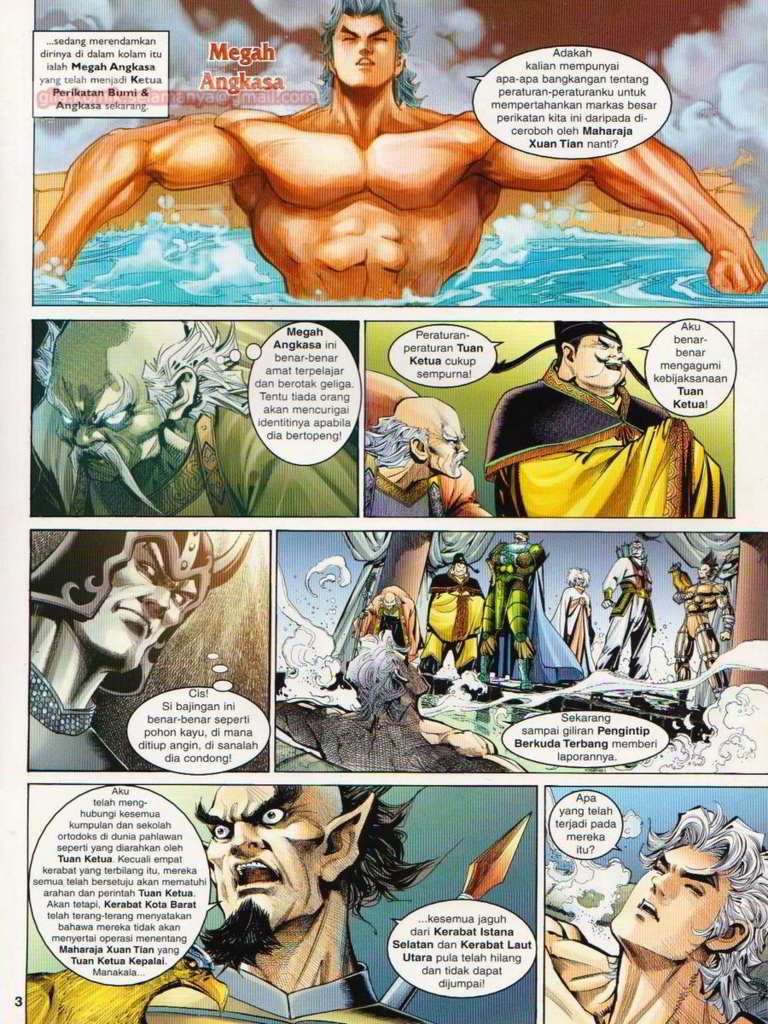 ...sedang merendamkan
dirinya di dalam kolam itu
ialah Megah Angkasa
yang telah menjadi Ketua
Perikatan Bumi &
Angkasa sekarang.
Megah
Angkasa
Adakah
kalian mempunyai
apa-apa bangkangan tentang
peraturan-peraturanku untuk
mempertahankan markas besar
perikatan kita ini daripada di-
ceroboh oleh Maharaja
Xuan Tian nanti?
Megah
Angkasa ini
benar-benar
amat terpelajar
dan berotak geliga.
Tentu tiada orang
akan mencurigai
identitinya apabila
dia bertopeng!
Peraturan-
peraturan Tuan
Ketua cukup
sempurna!
Aku
benar-
benar
mengagumi
kebijaksanaan
Tuan
Ketua!
Cis!
Si bajingan ini
benar-benar seperti
pohon kayu, di mana
ditiup angin, di sanalah
dia condong!
Sekarang
sampai giliran Pengintip
Berkuda Terbang memberi
laporannya.
Aku
telah meng-
hubungi kesemua
kumpulan dan sekolah
ortodoks di dunia pahlawan
seperti yang diarahkan oleh
Tuan Ketua. Kecuali empat
kerabat yang terbilang itu, mereka
semua telah bersetuju akan mematuhi
arahan dan perintah Tuan Ketua.
Akan tetapi, Kerabat Kota Barat
telah terang-terang menyatakan
bahawa mereka tidak akan
menyertai operasi menentang
Maharaja Xuan Tian yang
Tuan Ketua Kepalai.
Manakala...
...kesemua jaguh
dari Kerabat Istana
Selatan dan Kerabat Laut
Utara pula telah hilang
dan tidak dapat
dijumpai!
Apa
yang telah
terjadi pada
mereka
itu?
3